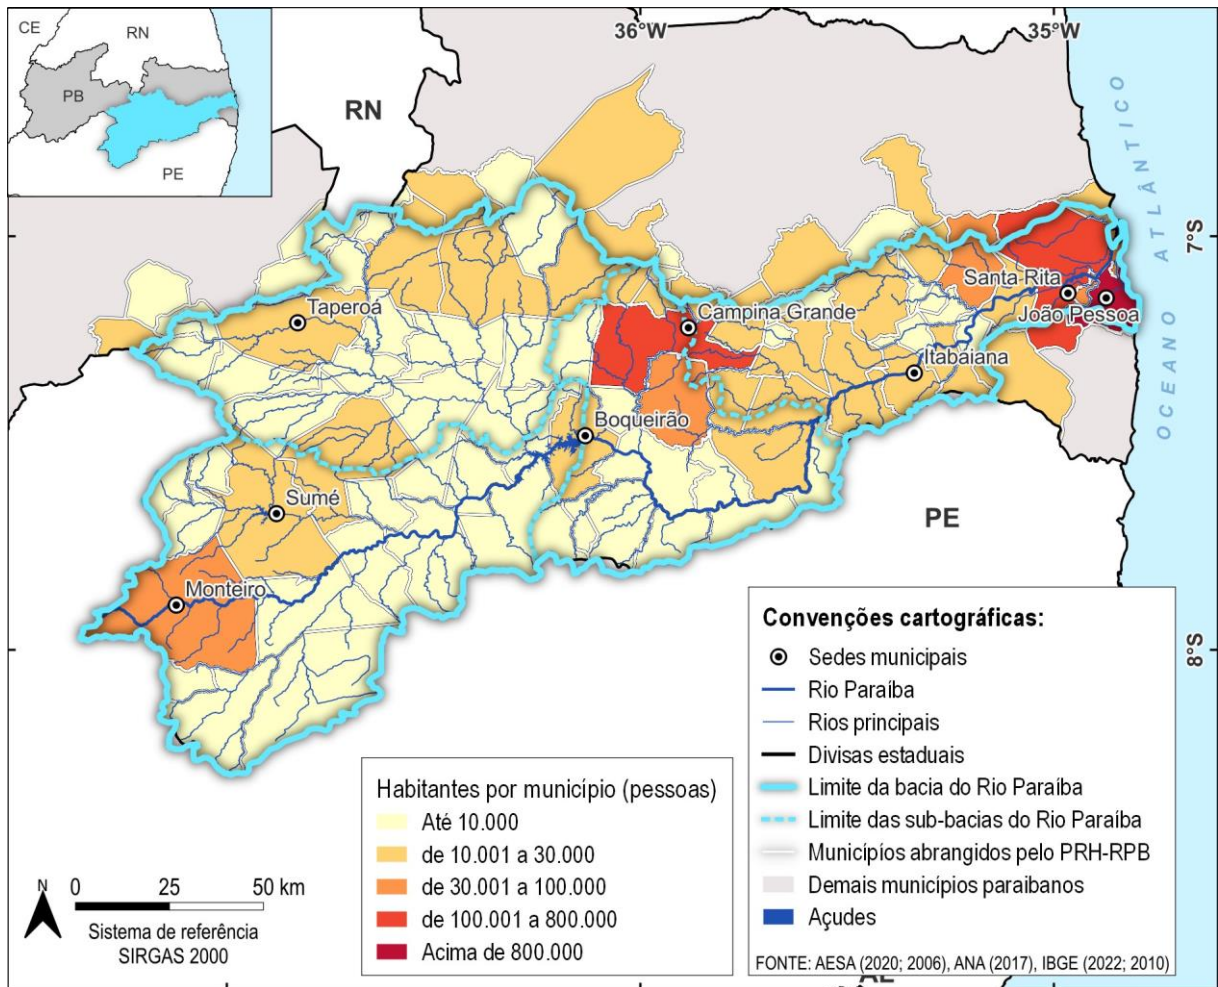 CE
RN
PB
PE
36°W
35°W
RN
7°S
OCEANO ATLÂNTICO
Santa Rita
João Pessoa
Taperoá
Campina Grande
Itabaiana
Boqueirão
Sumé
PE
Monteiro
8°S
Convenções cartográficas:
Sedes municipais
Rio Paraíba
Rios principais
Divisas estaduais
Limite da bacia do Rio Paraíba
Limite das sub-bacias do Rio Paraíba
Municípios abrangidos pelo PRH-RPB
Demais municípios paraibanos
Açudes
FONTE: AESA (2020; 2006), ANA (2017), IBGE (2022; 2010)
Habitantes por município (pessoas)
Até 10.000
de 10.001 a 30.000
de 30.001 a 100.000
de 100.001 a 800.000
Acima de 800.000
N
0 25 50 km
Sistema de referência
SIRGAS 2000